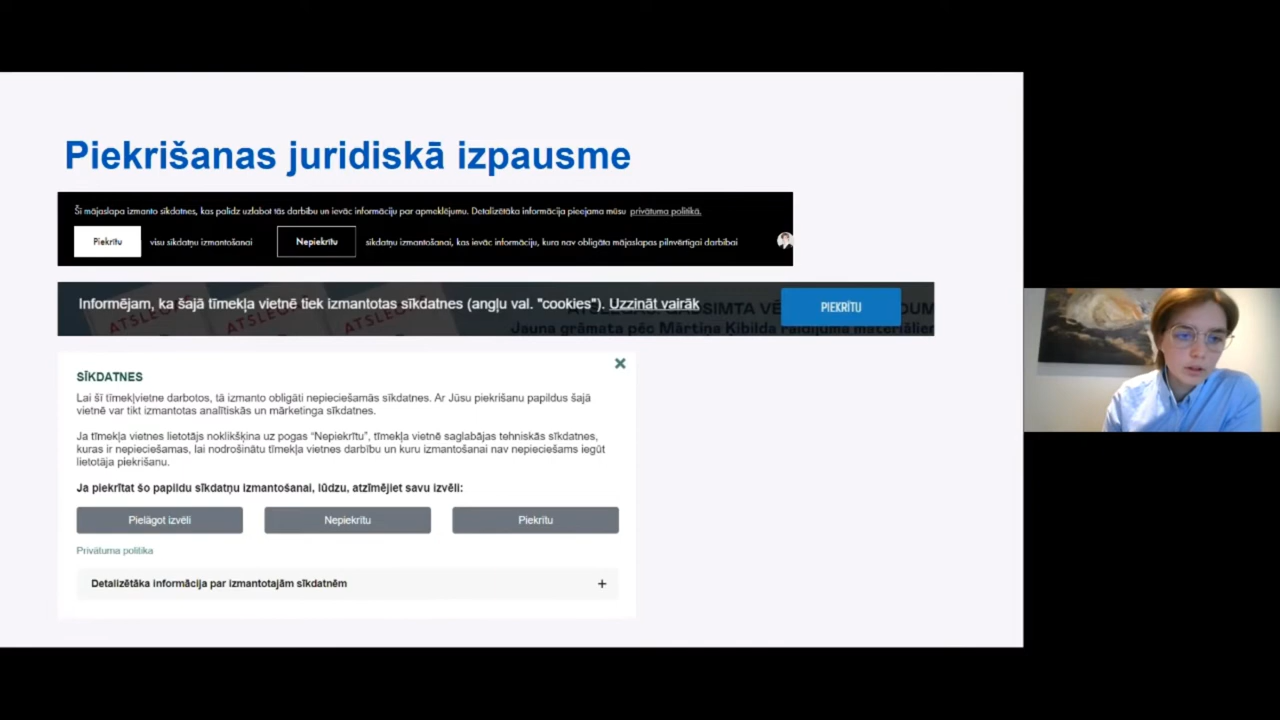 Piekrišanas juridiskā izpausme
Šī mājaslapa izmanto sīkdatnes, kas palīdz uzlabot tās darbību un ievāc informāciju par apmeklējumu. Detalizētāka informācija pieejama mūsu privātuma politikā.
Piekrītu visu sīkdatņu izmantošanai Nepiekrītu sīkdatņu izmantošanai, kas ievāc informāciju, kura nav obligāta mājaslapas pilnvērtīgai darbībai
Informējam, ka šajā tīmekļa vietnē tiek izmantotas sīkdatnes (angļu val. "cookies"). Uzzināt vairāk PIEKRĪTU
ATSLĒGS ATSLĒGS ATSLĒGS
Jauna grāmata pēc Mārtiņa Ķibilda raidījuma
SĪKDATNES
Lai šī tīmekļvietne darbotos, tā izmanto obligāti nepieciešamās sīkdatnes. Ar Jūsu piekrišanu papildus šajā
vietnē var tikt izmantotas analītiskās un mārketinga sīkdatnes.
Ja tīmekļa vietnes lietotājs noklikšķina uz pogas “Nepiekrītu”, tīmekļa vietnē saglabājas tehniskās sīkdatnes,
kuras ir nepieciešamas, lai nodrošinātu tīmekļa vietnes darbību un kuru izmantošanai nav nepieciešams iegūt
lietotāja piekrišanu.
Ja piekrītat šo papildu sīkdatņu izmantošanai, lūdzu, atzīmējiet savu izvēli:
Pielāgot izvēli Nepiekrītu Piekrītu
Privātuma politika
Detalizētāka informācija par izmantotajām sīkdatnēm +